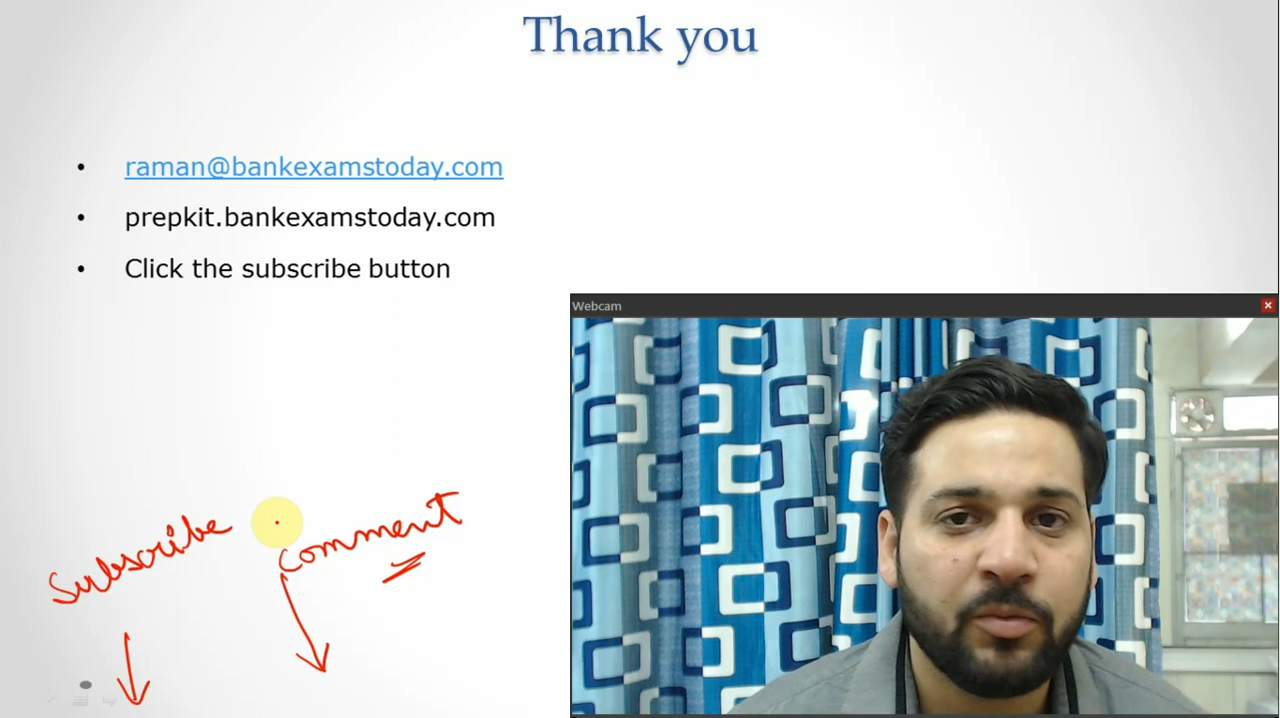 Thank you
• raman@bankexamstoday.com
• prepkit.bankexamstoday.com
• Click the subscribe button
Webcam
Subscribe
Comment